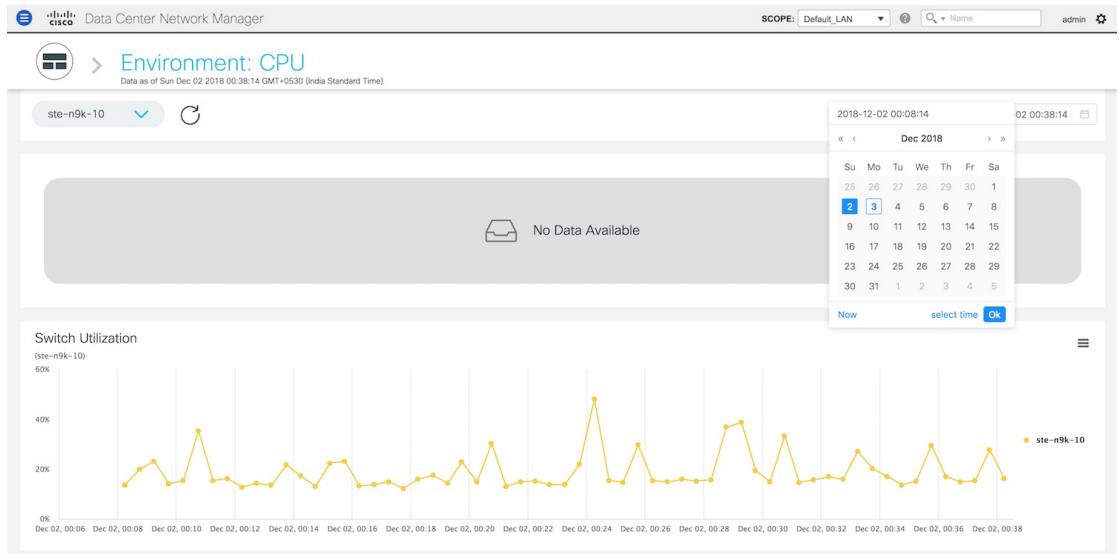 cisco Data Center Network Manager
SCOPE: Default_LAN
Name
admin
Environment: CPU
Data as of Sun Dec 02 2018 00:38:14 GMT+0530 (India Standard Time)
ste-n9k-10
2018-12-02 00:08:14
02 00:38:14
« ‹ Dec 2018 › »
Su Mo Tu We Th Fr Sa
25 26 27 28 29 30 1
2 3 4 5 6 7 8
9 10 11 12 13 14 15
16 17 18 19 20 21 22
23 24 25 26 27 28 29
30 31 1 2 3 4 5
Now select time Ok
No Data Available
Switch Utilization
(ste-n9k-10)
60%
40%
20%
0%
ste-n9k-10
Dec 02, 00:06 Dec 02, 00:08 Dec 02, 00:10 Dec 02, 00:12 Dec 02, 00:14 Dec 02, 00:16 Dec 02, 00:18 Dec 02, 00:20 Dec 02, 00:22 Dec 02, 00:24 Dec 02, 00:26 Dec 02, 00:28 Dec 02, 00:30 Dec 02, 00:32 Dec 02, 00:34 Dec 02, 00:36 Dec 02, 00:38